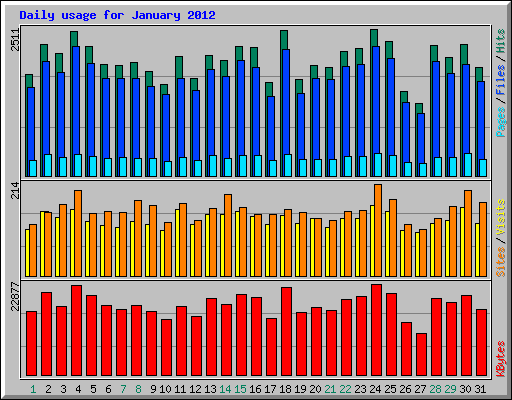 Daily usage for January 2012
2511
Pages / Files / Hits
214
Sites / Visits
22877
KBytes
1 2 3 4 5 6 7 8 9 10 11 12 13 14 15 16 17 18 19 20 21 22 23 24 25 26 27 28 29 30 31